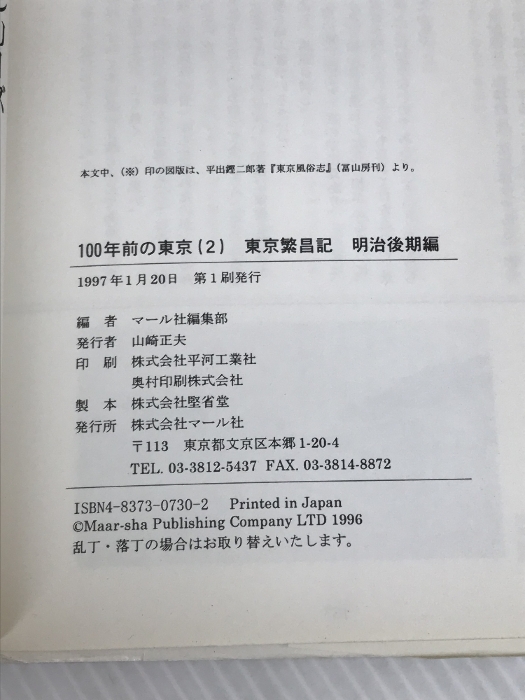 本文中、(※)印の図版は、平出鏗二郎著『東京風俗志』(冨山房刊)より。
100年前の東京(2) 東京繁昌記 明治後期編
1997年1月20日 第1刷発行
編者 マール社編集部
発行者 山崎正夫
印刷 株式会社平河工業社
奥村印刷株式会社
製本 株式会社堅省堂
発行所 株式会社マール社
〒113 東京都文京区本郷1-20-4
TEL. 03-3812-5437 FAX. 03-3814-8872
ISBN4-8373-0730-2 Printed in Japan
©Maar-sha Publishing Company LTD 1996
乱丁・落丁の場合はお取り替えいたします。